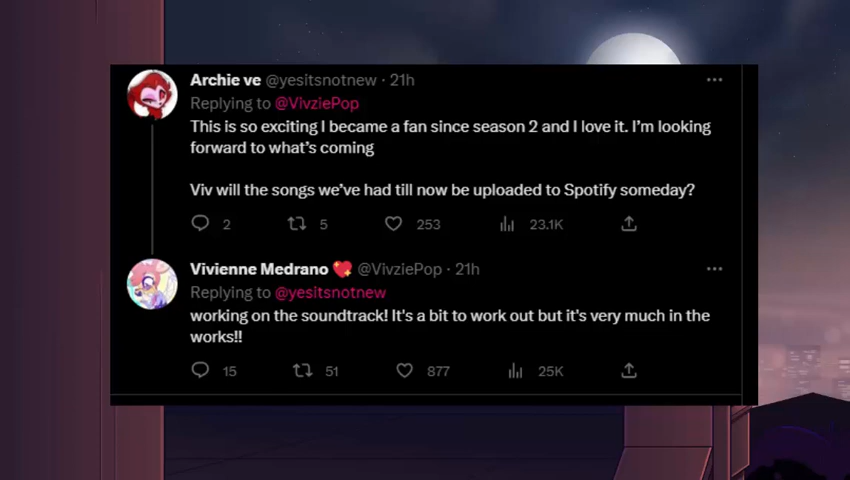 Archie ve @yesitsnotnew · 21h
Replying to @VivziePop
This is so exciting I became a fan since season 2 and I love it. I’m looking
forward to what’s coming
Viv will the songs we’ve had till now be uploaded to Spotify someday?
2 5 253 23.1K
Vivienne Medrano 💖 @VivziePop · 21h
Replying to @yesitsnotnew
working on the soundtrack! It's a bit to work out but it's very much in the
works!!
15 51 877 25K